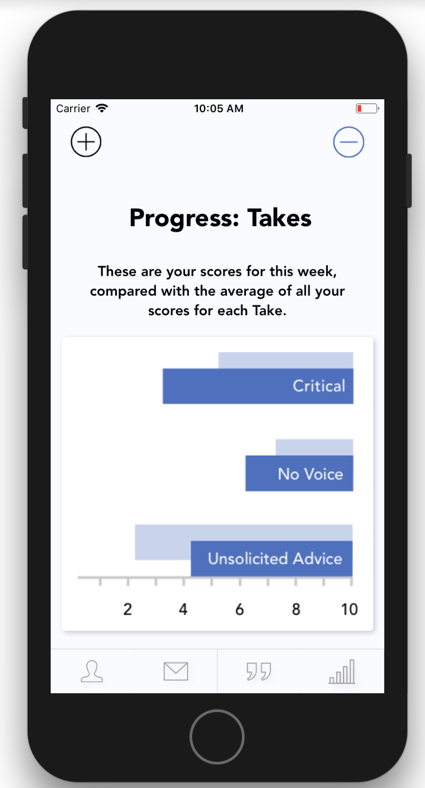 Carrier 10:05 AM
Progress: Takes
These are your scores for this week,
compared with the average of all your
scores for each Take.
Critical
No Voice
Unsolicited Advice
2 4 6 8 10